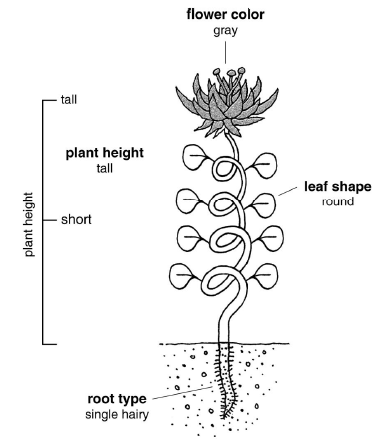 flower color
gray
tall
plant height
tall
leaf shape
round
plant height
short
root type
single hairy